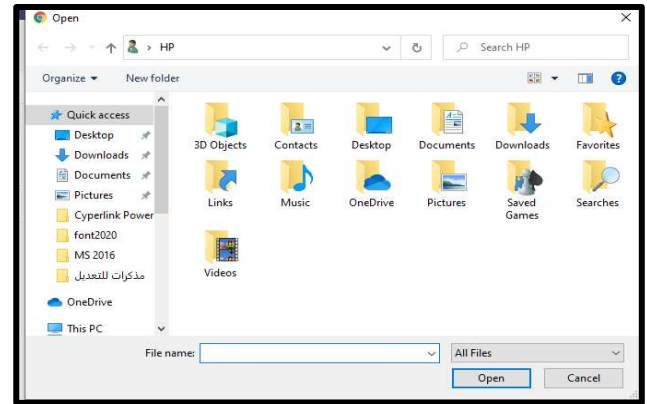 Open
HP
Search HP
Organize
New folder
Quick access
Desktop
Downloads
Documents
Pictures
Cyperlink Power
font2020
MS 2016
مذكرات للتعديل
OneDrive
This PC
3D Objects
Contacts
Desktop
Documents
Downloads
Favorites
Links
Music
OneDrive
Pictures
Saved
Games
Searches
Videos
File name:
All Files
Open
Cancel